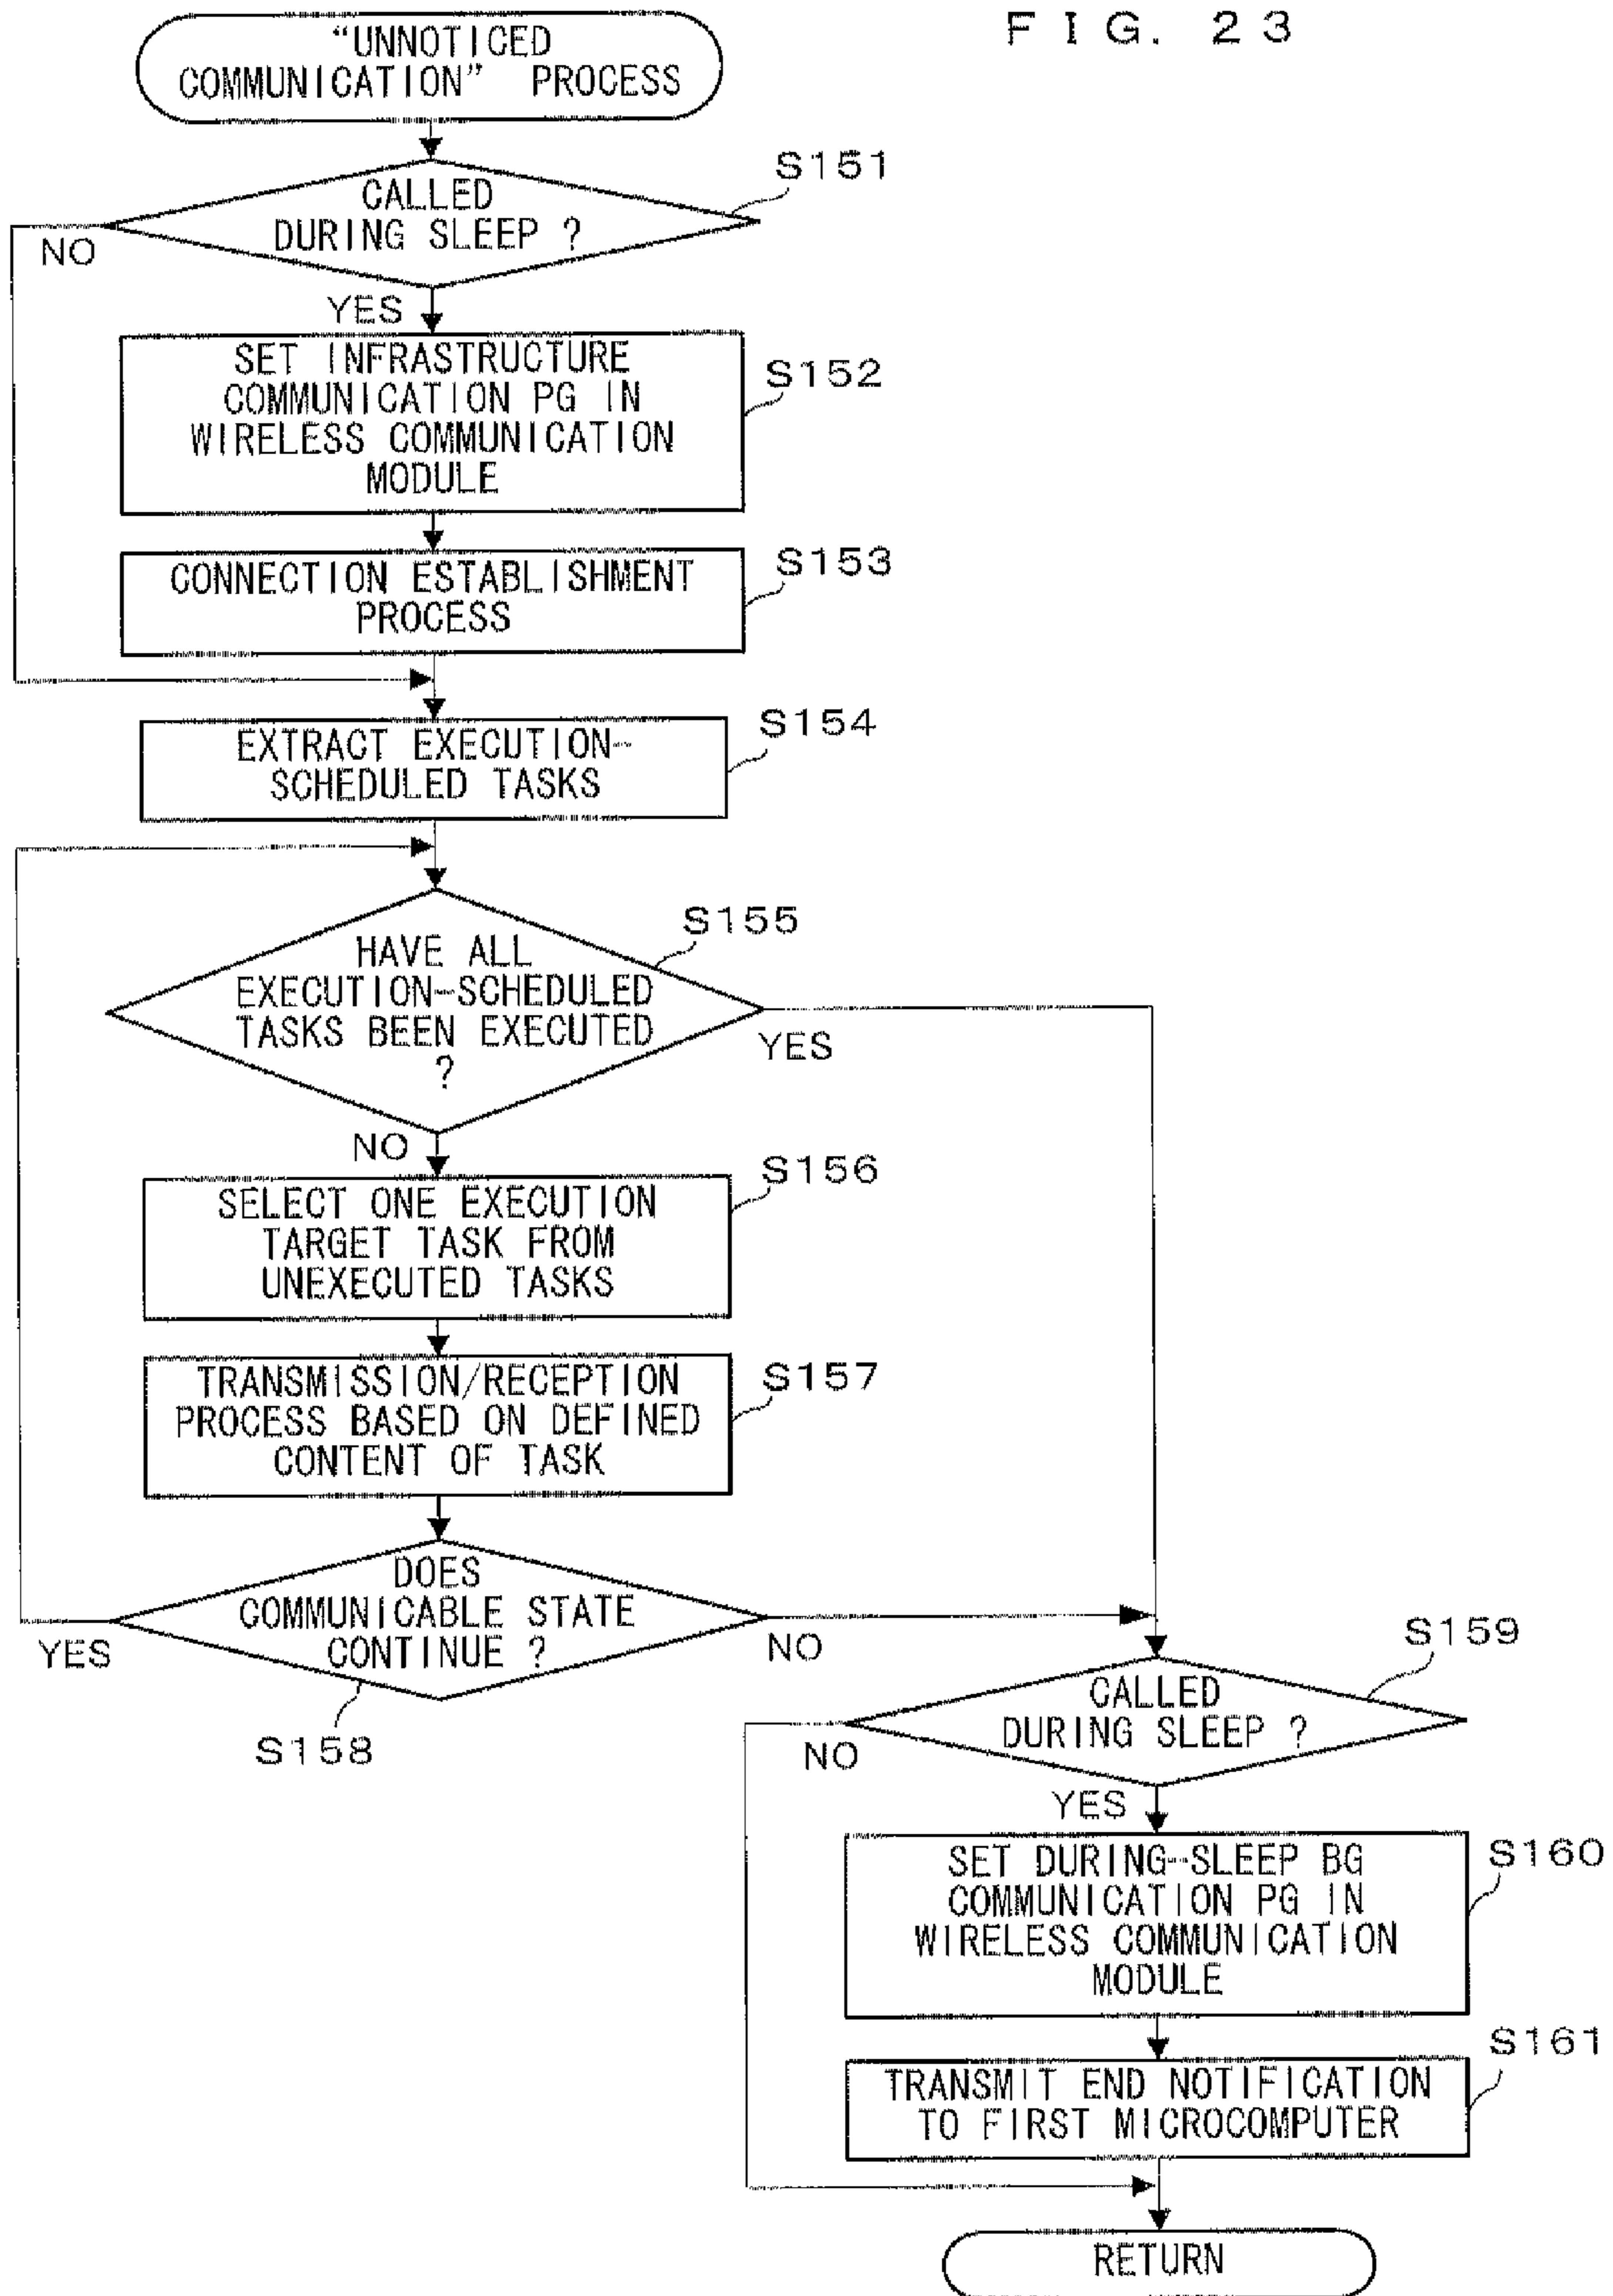 F I G. 2 3
“UNNOTICED
COMMUNICATION” PROCESS
S151
CALLED
DURING SLEEP ?
NO
YES
SET INFRASTRUCTURE
COMMUNICATION PG IN
WIRELESS COMMUNICATION
MODULE
S152
CONNECTION ESTABLISHMENT
PROCESS
S153
EXTRACT EXECUTION-
SCHEDULED TASKS
S154
S155
HAVE ALL
EXECUTION-SCHEDULED
TASKS BEEN EXECUTED
?
YES
NO
SELECT ONE EXECUTION
TARGET TASK FROM
UNEXECUTED TASKS
S156
TRANSMISSION/RECEPTION
PROCESS BASED ON DEFINED
CONTENT OF TASK
S157
DOES
COMMUNICABLE STATE
CONTINUE ?
YES
NO
S158
S159
CALLED
DURING SLEEP ?
NO
YES
SET DURING-SLEEP BG
COMMUNICATION PG IN
WIRELESS COMMUNICATION
MODULE
S160
TRANSMIT END NOTIFICATION
TO FIRST MICROCOMPUTER
S161
RETURN